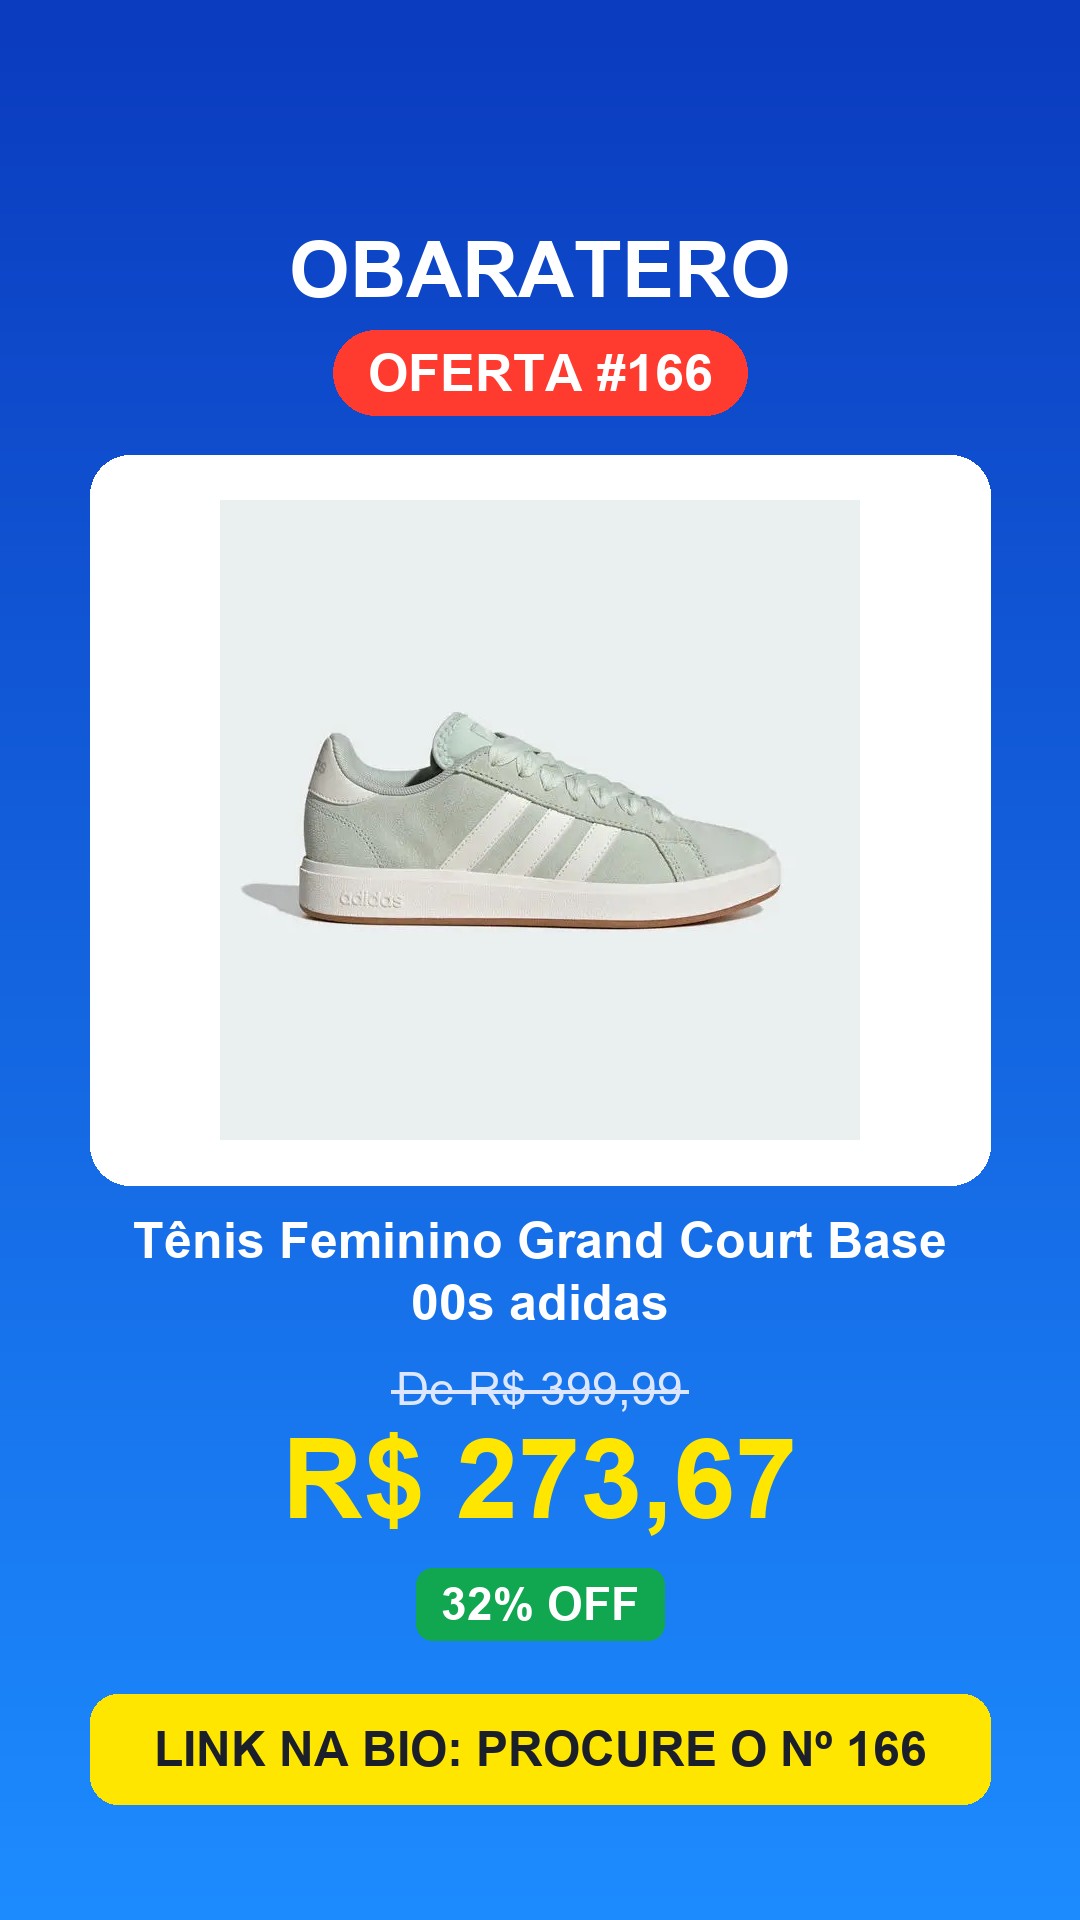 OBARATERO
OFERTA #166
adidas
Tênis Feminino Grand Court Base
00s adidas
De R$ 399,99
R$ 273,67
32% OFF
LINK NA BIO: PROCURE O Nº 166